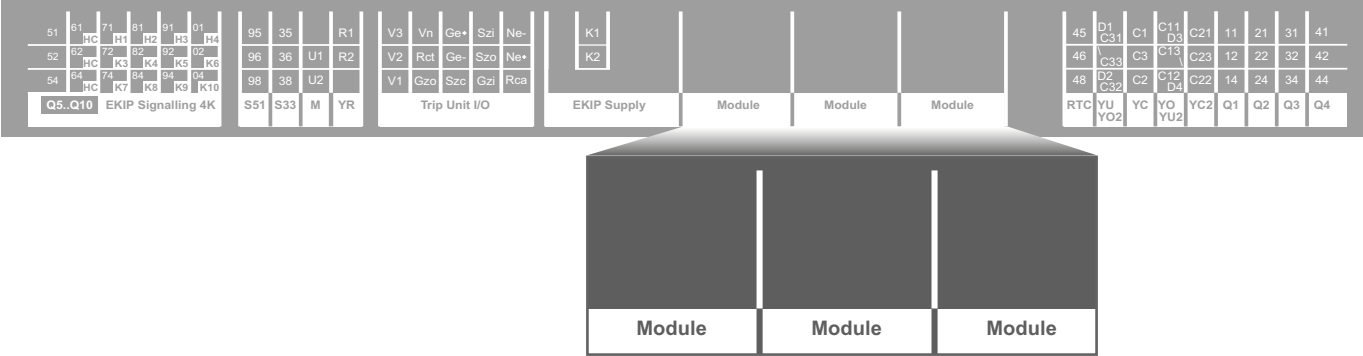 51 61 HC 71 H1 81 H2 91 H3 01 H4 95 35 R1 V3 Vn Ge+ Szi Ne- K1 45 D1 C31 C1 C11 D3 C21 11 21 31 41
52 62 HC 72 K3 82 K4 92 K5 02 K6 96 36 U1 R2 V2 Rct Ge- Szo Ne+ K2 46 \ C33 C3 C13 \ C23 12 22 32 42
54 64 HC 74 K7 84 K8 94 K9 04 K10 98 38 U2 V1 Gzo Szc Gzi Rca 48 D2 C32 C2 C12 D4 C22 14 24 34 44
Q5..Q10 EKIP Signalling 4K S51 S33 M YR Trip Unit I/O EKIP Supply Module Module Module RTC YU YC YO YC2 Q1 Q2 Q3 Q4
YO2 YU2
Module Module Module